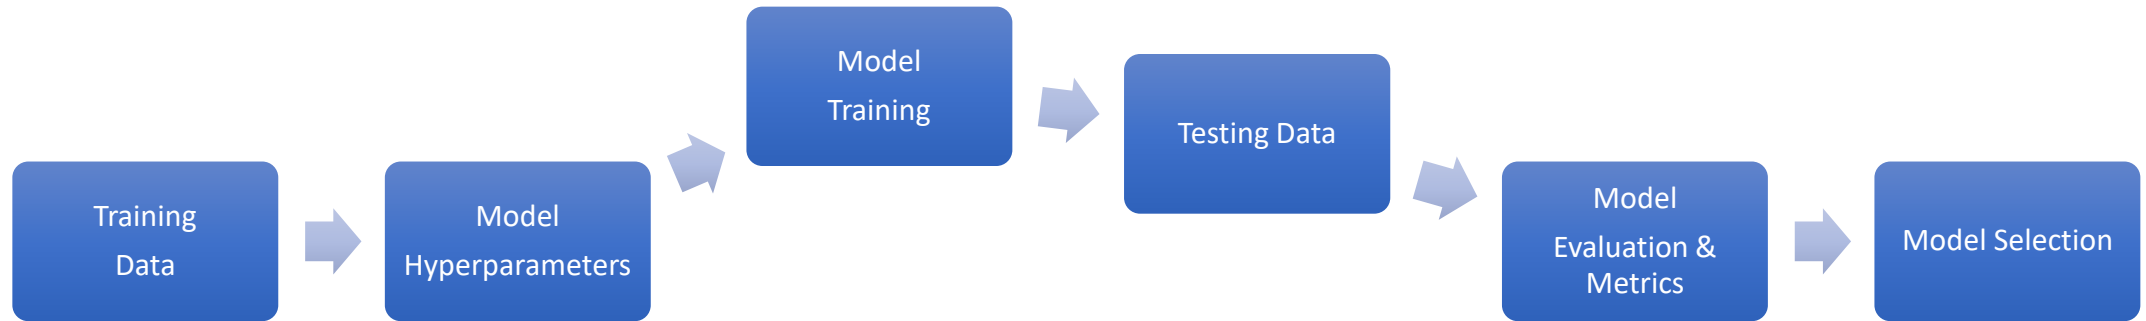 Training
Data
Model
Hyperparameters
Model
Training
Testing Data
Model
Evaluation &
Metrics
Model Selection